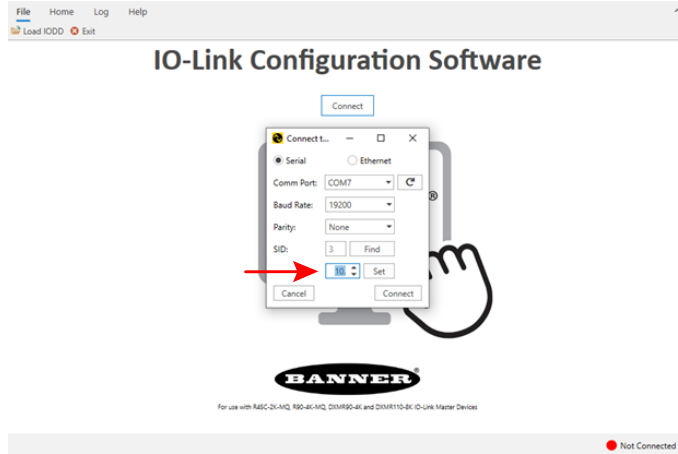 File Home Log Help
Load IODD Exit
IO-Link Configuration Software
Connect
Connect t...
Serial Ethernet
Comm Port: COM7
Baud Rate: 19200
Parity: None
SID: 3 Find
10 Set
Cancel Connect
®
BANNER®
For use with R45C-2K-MQ, R90-4K-MQ, DXMR90-4K and DXMR110-8K IO-Link Master Devices
Not Connected